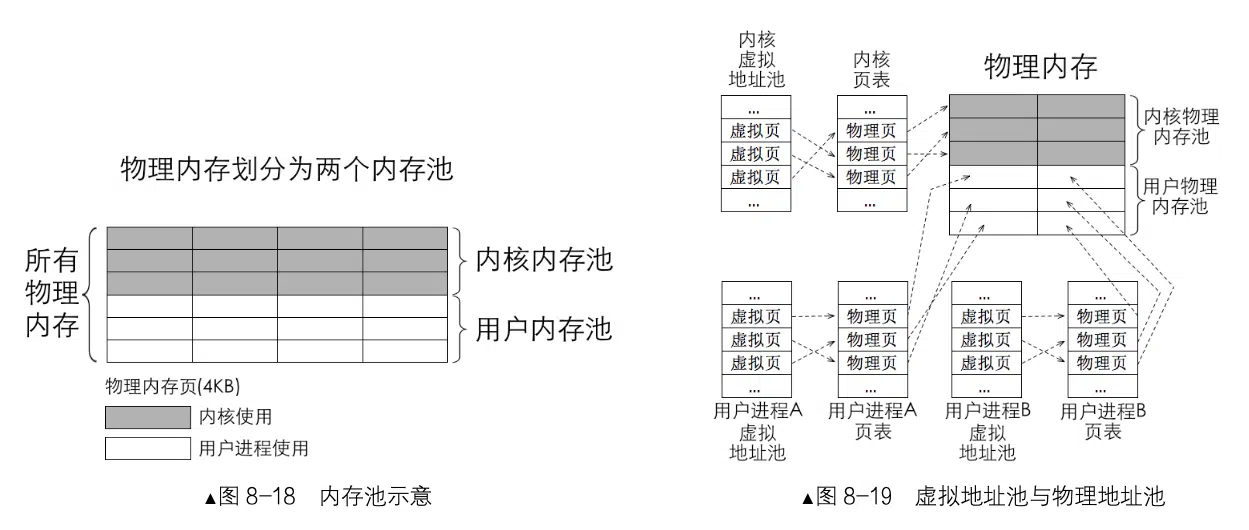 物理内存划分为两个内存池
所有
物理
内存
内核内存池
用户内存池
物理内存页(4KB)
内核使用
用户进程使用
▲图 8-18 内存池示意
内核
虚拟
地址池
...
虚拟页
虚拟页
虚拟页
...
内核
页表
...
物理页
物理页
物理页
...
物理内存
内核物理
内存池
用户物理
内存池
...
虚拟页
虚拟页
虚拟页
...
用户进程A
虚拟
地址池
...
物理页
物理页
物理页
...
用户进程A
页表
...
虚拟页
虚拟页
虚拟页
...
用户进程B
虚拟
地址池
...
物理页
物理页
物理页
...
用户进程B
页表
▲图 8-19 虚拟地址池与物理地址池